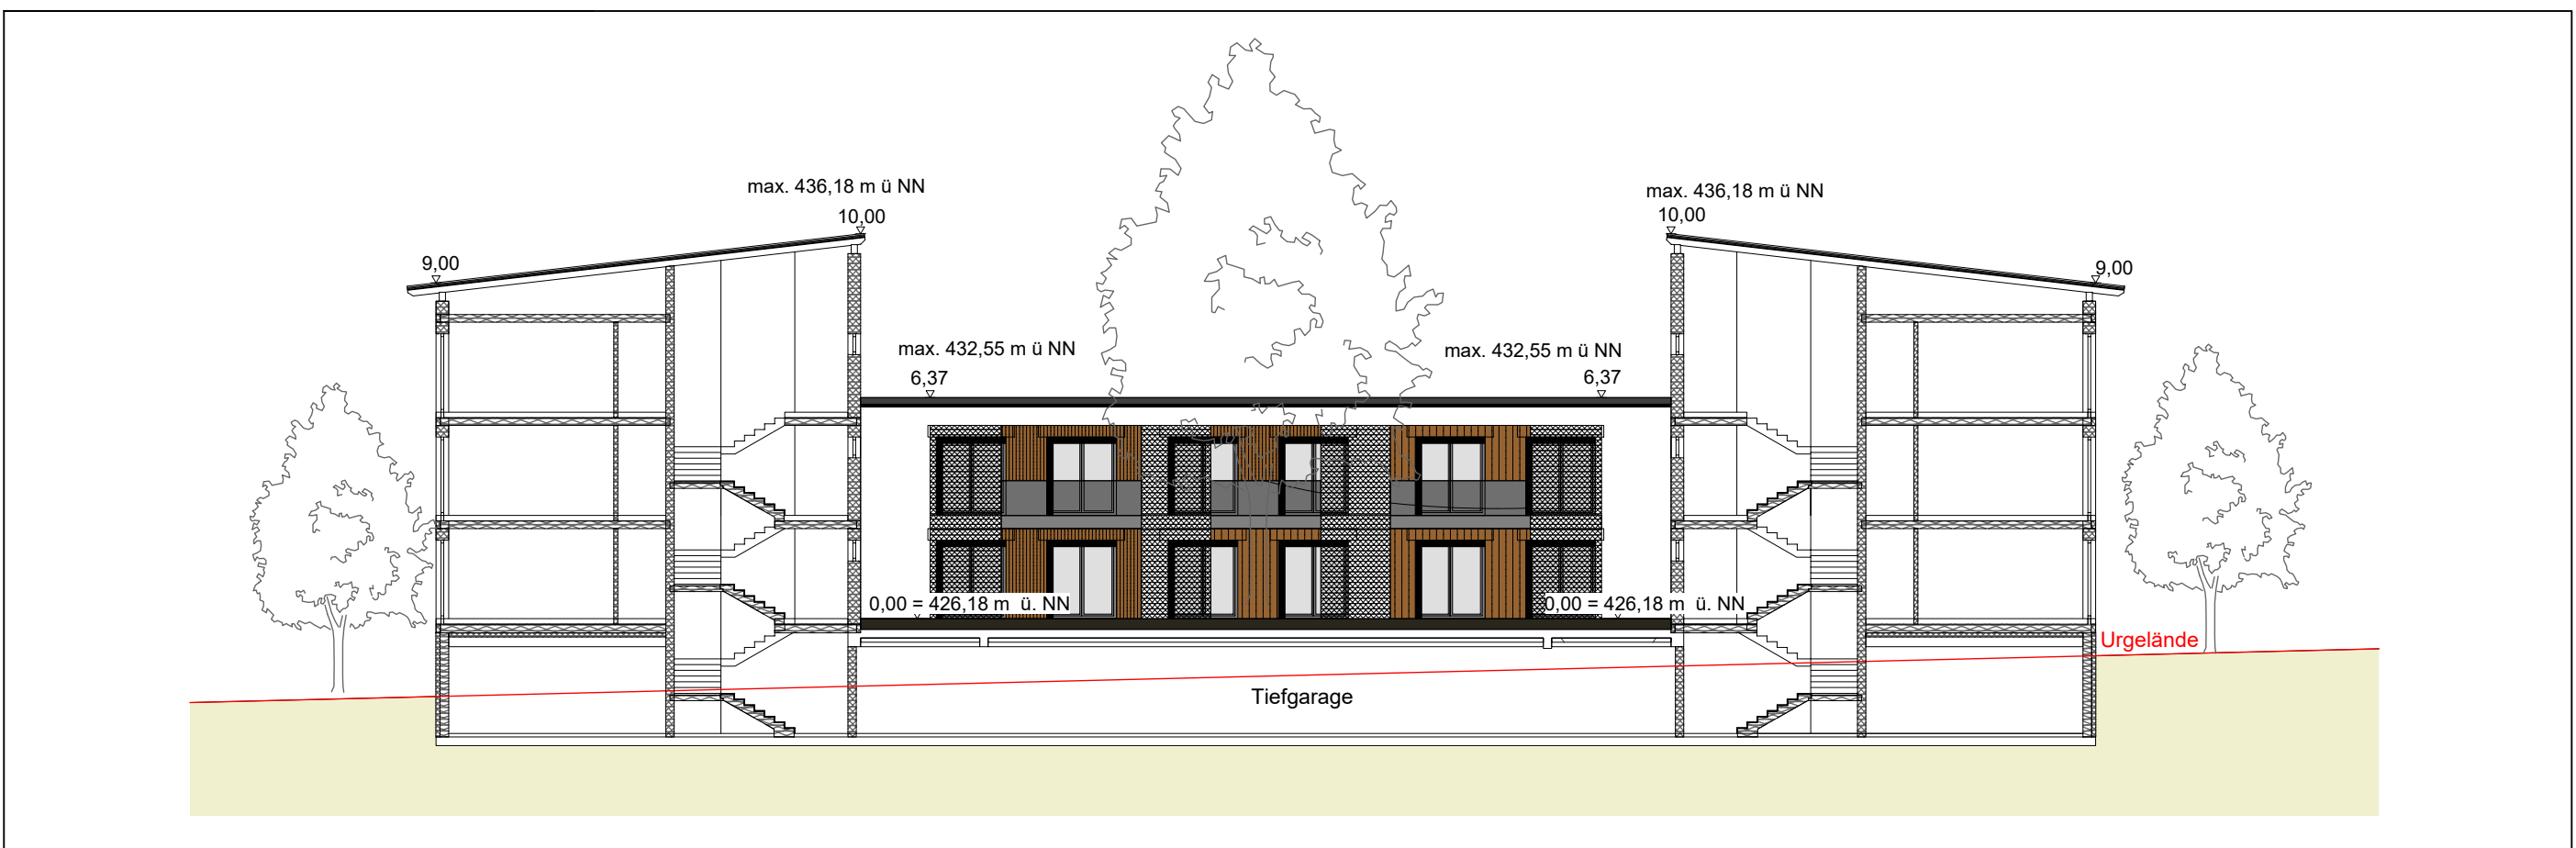 max. 436,18 m ü NN
10,00
max. 436,18 m ü NN
10,00
9,00
9,00
max. 432,55 m ü NN
6,37
max. 432,55 m ü NN
6,37
0,00 = 426,18 m  ü. NN
0,00 = 426,18 m  ü. NN
Urgelände
Tiefgarage